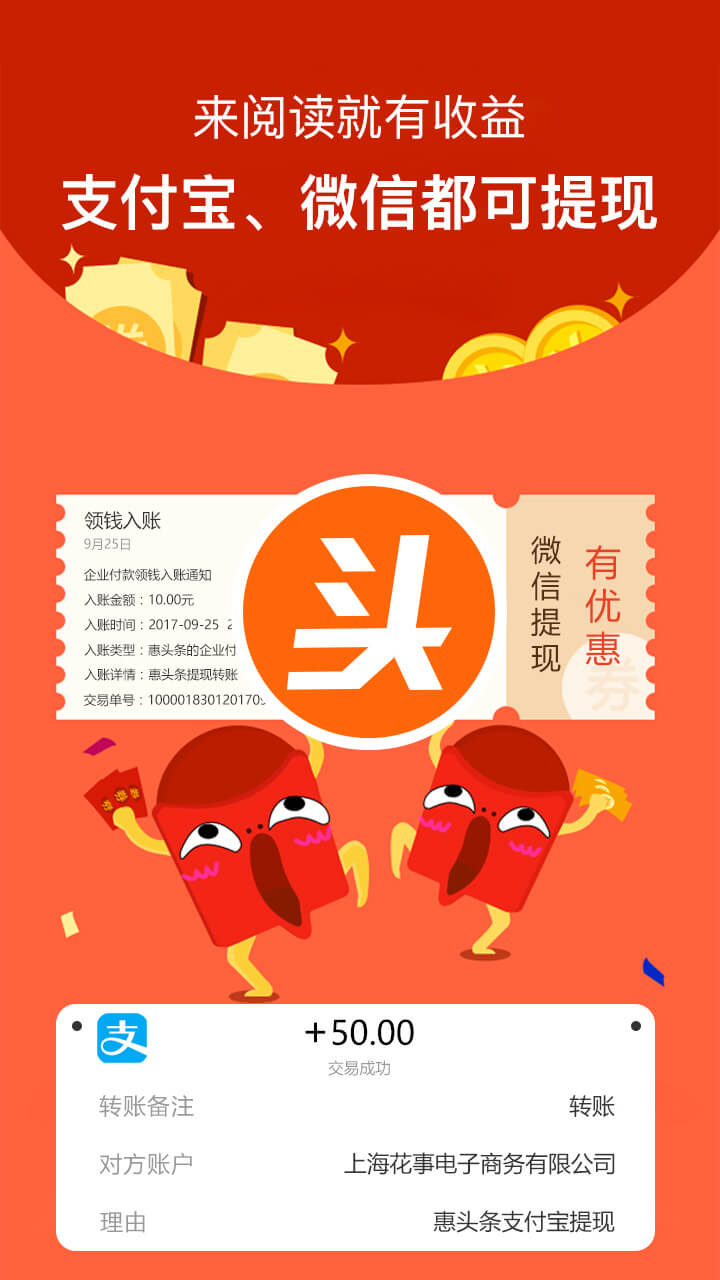 来阅读就有收益
支付宝、微信都可提现
领钱入账
9月25日
企业付款领钱入账通知
入账金额：10.00元
入账时间：2017-09-25 2
入账类型：惠头条的企业付
入账详情：惠头条提现转账
交易单号：100001830120170
头
微信提现
有优惠
券
支
+50.00
交易成功
转账备注 转账
对方账户 上海花事电子商务有限公司
理由 惠头条支付宝提现